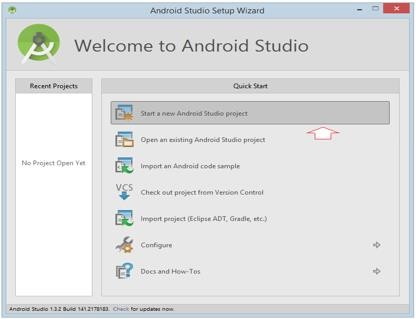 Android Studio Setup Wizard
Welcome to Android Studio
Recent Projects
No Project Open Yet
Quick Start
Start a new Android Studio project
Open an existing Android Studio project
Import an Android code sample
VCS
Check out project from Version Control
Import project (Eclipse ADT, Gradle, etc.)
Configure
Docs and How-Tos
Android Studio 1.3.2 Build 141.2178183. Check for updates now.